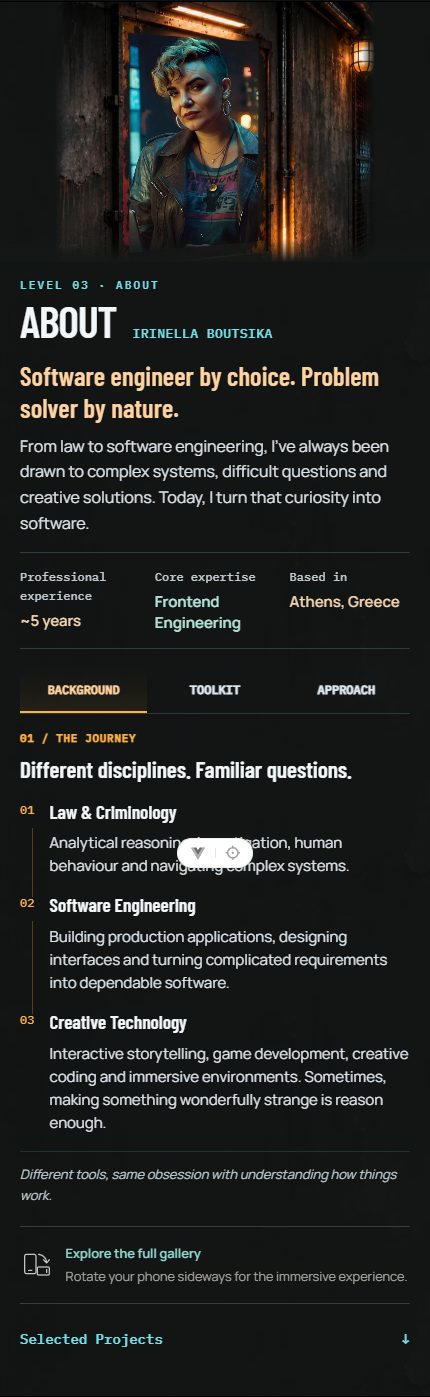 LEVEL 03 · ABOUT
ABOUT IRINELLA BOUTSIKA
Software engineer by choice. Problem
solver by nature.
From law to software engineering, I've always been
drawn to complex systems, difficult questions and
creative solutions. Today, I turn that curiosity into
software.
Professional
experience
~5 years
Core expertise
Frontend
Engineering
Based in
Athens, Greece
BACKGROUND TOOLKIT APPROACH
01 / THE JOURNEY
Different disciplines. Familiar questions.
01 Law & Criminology
Analytical human
behaviour and navigating complex systems.
02 Software Engineering
Building production applications, designing
interfaces and turning complicated requirements
into dependable software.
03 Creative Technology
Interactive storytelling, game development, creative
coding and immersive environments. Sometimes,
making something wonderfully strange is reason
enough.
Different tools, same obsession with understanding how things
work.
Explore the full gallery
Rotate your phone sideways for the immersive experience.
Selected Projects ↓